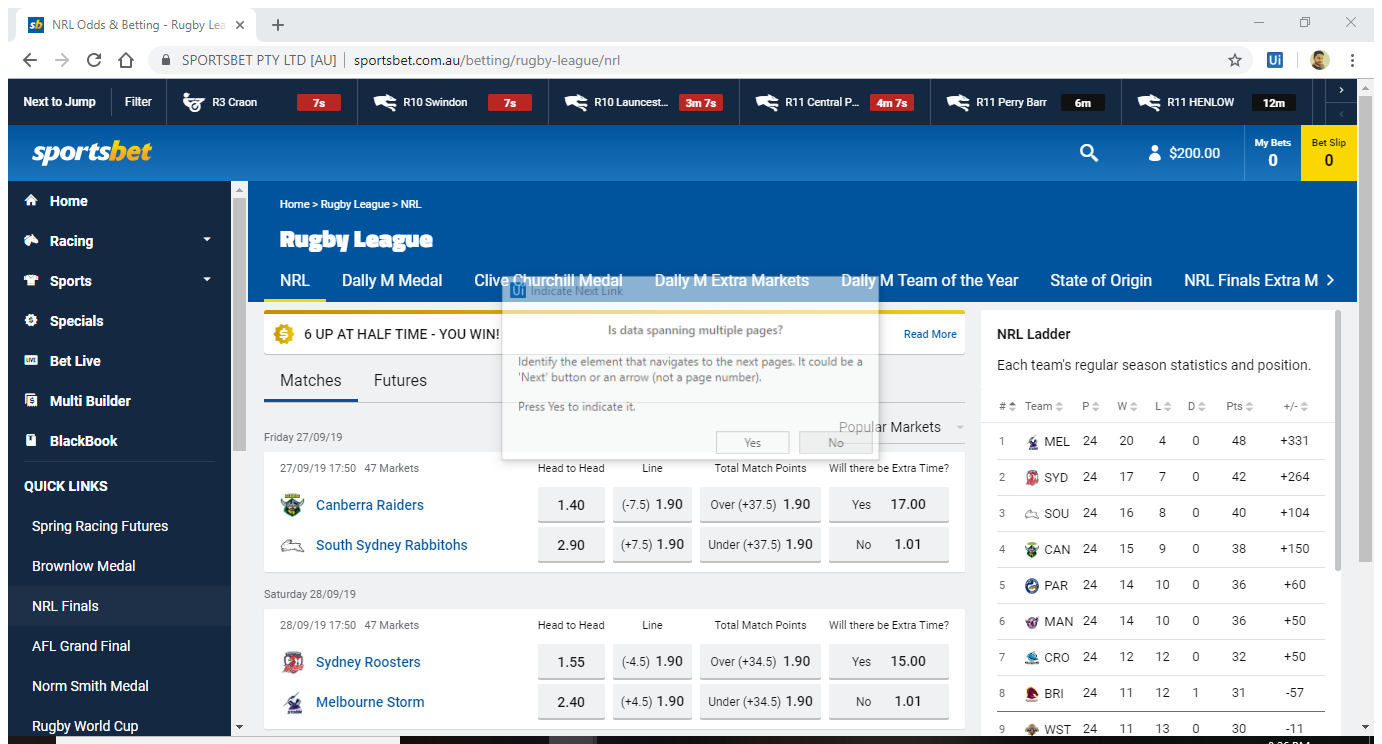 sb NRL Odds & Betting - Rugby Lea
SPORTSBET PTY LTD [AU] | sportsbet.com.au/betting/rugby-league/nrl Ui
Next to Jump Filter R3 Craon 7s R10 Swindon 7s R10 Launcest... 3m 7s R11 Central P... 4m 7s R11 Perry Barr 6m R11 HENLOW 12m
sportsbet $200.00 My Bets 0 Bet Slip 0
Home
Racing
Sports
Specials
LIVE Bet Live
Multi Builder
BlackBook
QUICK LINKS
Spring Racing Futures
Brownlow Medal
NRL Finals
AFL Grand Final
Norm Smith Medal
Rugby World Cup
Home > Rugby League > NRL
Rugby League
NRL Dally M Medal Clive Churchill Medal Dally M Extra Markets Dally M Team of the Year State of Origin NRL Finals Extra M
Ui Indicate Next Link
Is data spanning multiple pages?
Identify the element that navigates to the next pages. It could be a
'Next' button or an arrow (not a page number).
Press Yes to indicate it.
Yes No
6 UP AT HALF TIME - YOU WIN! Read More
Matches Futures
Popular Markets
Friday 27/09/19
27/09/19 17:50 47 Markets Head to Head Line Total Match Points Will there be Extra Time?
Canberra Raiders 1.40 (-7.5) 1.90 Over (+37.5) 1.90 Yes 17.00
South Sydney Rabbitohs 2.90 (+7.5) 1.90 Under (+37.5) 1.90 No 1.01
Saturday 28/09/19
28/09/19 17:50 47 Markets Head to Head Line Total Match Points Will there be Extra Time?
Sydney Roosters 1.55 (-4.5) 1.90 Over (+34.5) 1.90 Yes 15.00
Melbourne Storm 2.40 (+4.5) 1.90 Under (+34.5) 1.90 No 1.01
NRL Ladder
Each team's regular season statistics and position.
# Team P W L D Pts +/-
1 MEL 24 20 4 0 48 +331
2 SYD 24 17 7 0 42 +264
3 SOU 24 16 8 0 40 +104
4 CAN 24 15 9 0 38 +150
5 PAR 24 14 10 0 36 +60
6 MAN 24 14 10 0 36 +50
7 CRO 24 12 12 0 32 +50
8 BRI 24 11 12 1 31 -57
9 WST 24 11 13 0 30 -11